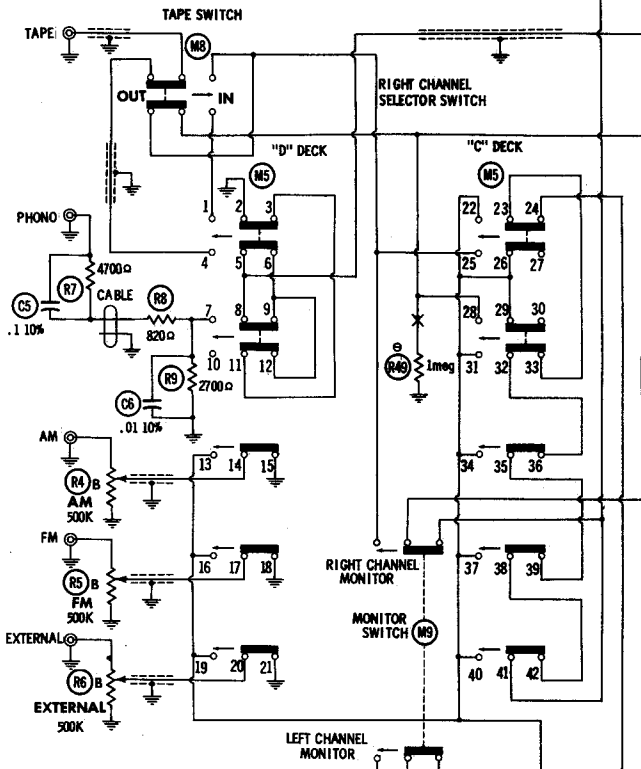 TAPE SWITCH
TAPE
M8
OUT
IN
RIGHT CHANNEL
SELECTOR SWITCH
"D" DECK
"C" DECK
M5
M5
1
2
3
22
23
24
PHONO
4
5
6
25
26
27
R7
4700Ω
CABLE
R8
C5
.1 10%
820Ω
7
8
9
28
29
30
10
11
12
31
32
33
R9
2700Ω
C6
.01 10%
θ
R49
1meg
AM
13
14
15
34
35
36
R4
B
AM
500K
FM
16
17
18
RIGHT CHANNEL
MONITOR
37
38
39
R5
B
FM
500K
MONITOR
SWITCH
M9
EXTERNAL
19
20
21
40
41
42
R6
B
EXTERNAL
500K
LEFT CHANNEL
MONITOR